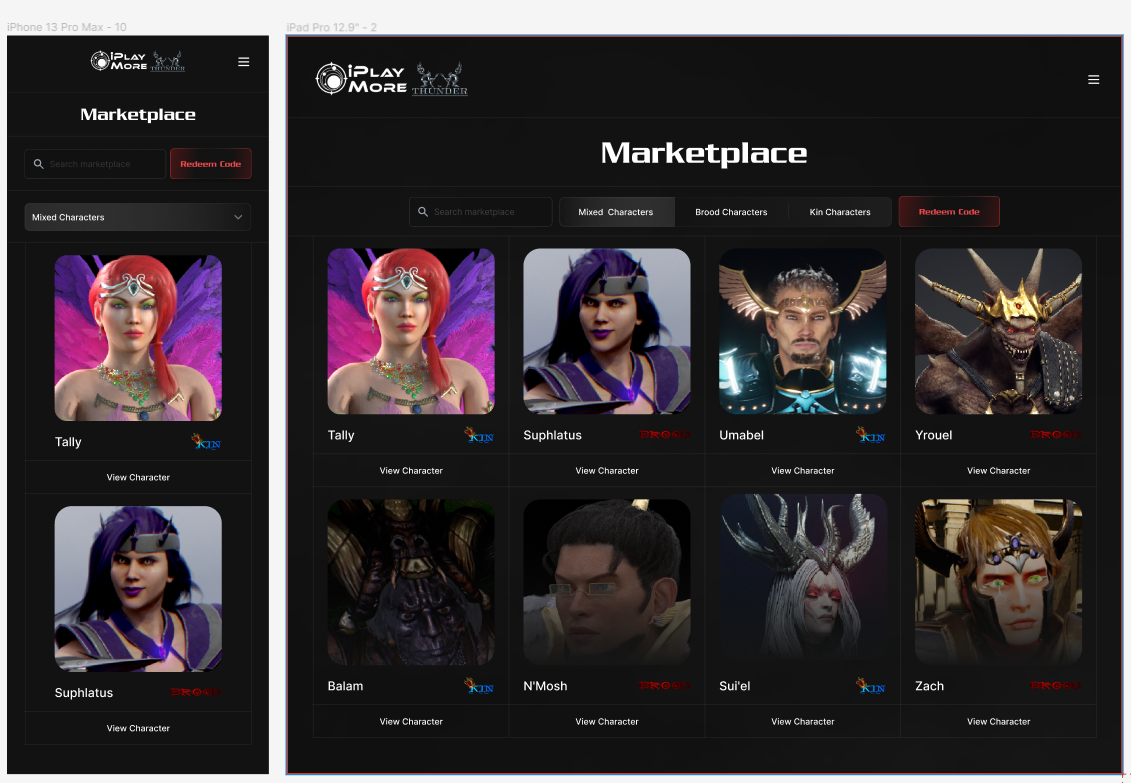 iPhone 13 Pro Max - 10
iPLAY
MORE
THUNDER
Marketplace
Search marketplace
Redeem Code
Mixed Characters
Tally
KIN
View Character
Suphlatus
BROOD
View Character
iPad Pro 12.9" - 2
iPLAY
MORE
THUNDER
Marketplace
Search marketplace
Mixed Characters
Brood Characters
Kin Characters
Redeem Code
Tally
KIN
Suphlatus
BROOD
Umabel
KIN
Yrouel
BROOD
View Character
View Character
View Character
View Character
Balam
KIN
N'Mosh
BROOD
Sui'el
KIN
Zach
BROOD
View Character
View Character
View Character
View Character